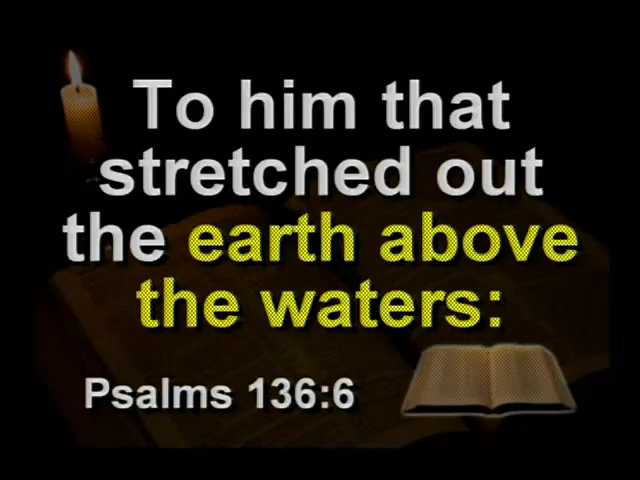 To him that
stretched out
the earth above
the waters:
Psalms 136:6